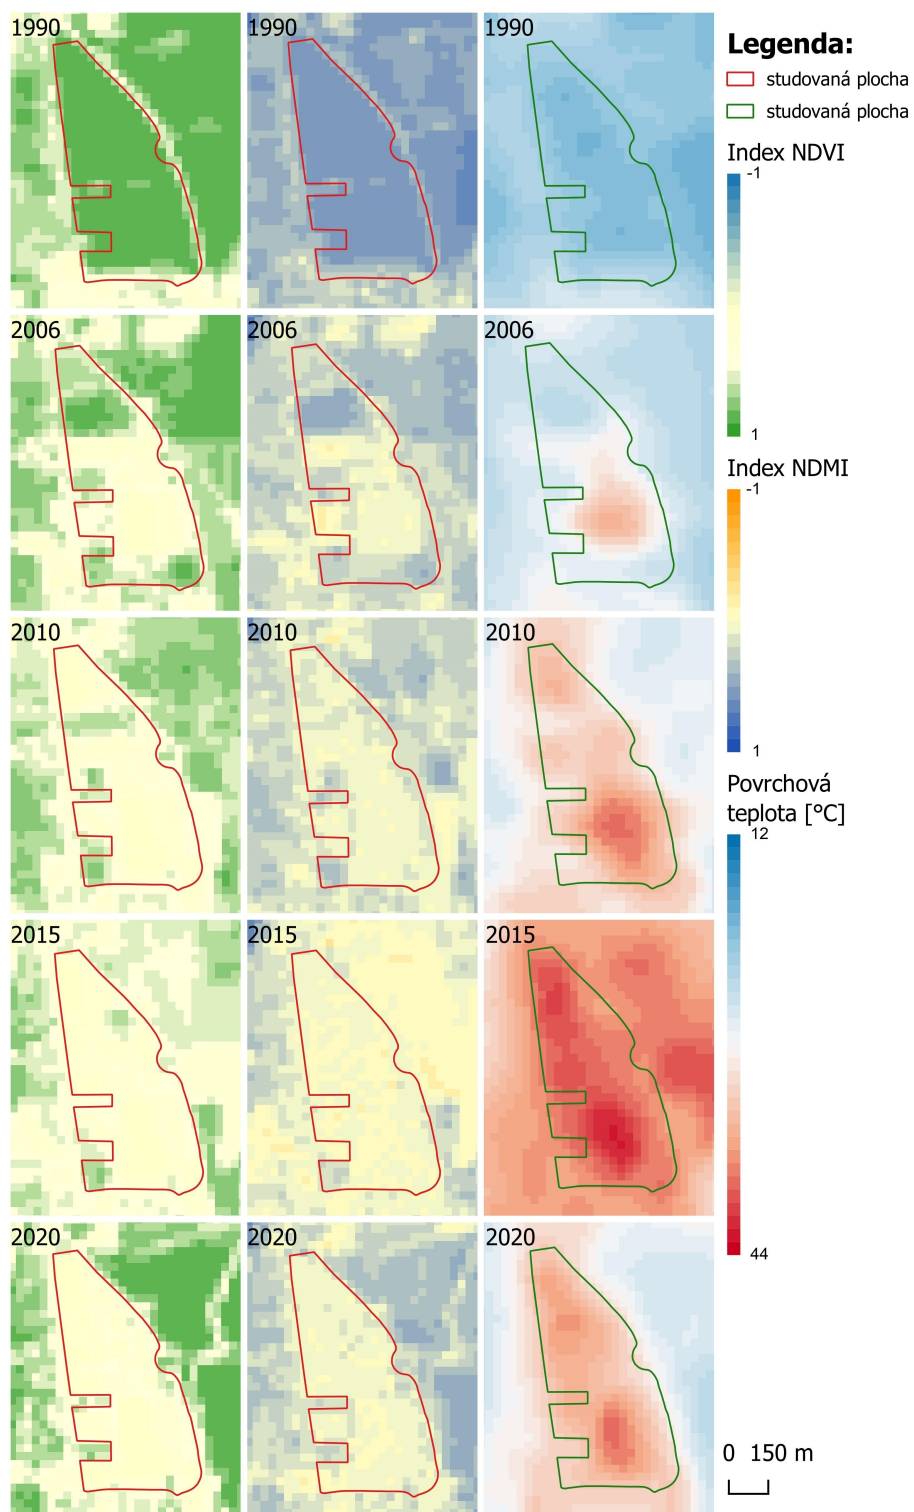 1990
1990
1990
2006
2006
2006
2010
2010
2010
2015
2015
2015
2020
2020
2020
Legenda:
studovaná plocha
studovaná plocha
Index NDVI
-1
1
Index NDMI
-1
1
Povrchová
teplota [°C]
12
44
0 150 m